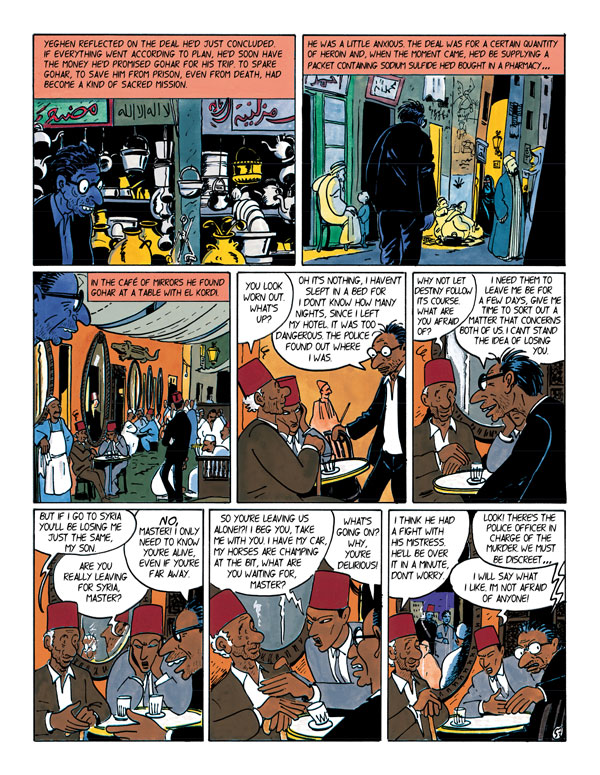 YEGHEN REFLECTED ON THE DEAL HE'D JUST CONCLUDED.
IF EVERYTHING WENT ACCORDING TO PLAN, HE'D SOON HAVE
THE MONEY HE'D PROMISED GOHAR FOR HIS TRIP. TO SPARE
GOHAR, TO SAVE HIM FROM PRISON, EVEN FROM DEATH, HAD
BECOME A KIND OF SACRED MISSION.
HE WAS A LITTLE ANXIOUS. THE DEAL WAS FOR A CERTAIN QUANTITY
OF HEROIN AND, WHEN THE MOMENT CAME, HE'D BE SUPPLYING A
PACKET CONTAINING SODIUM SULFIDE HE'D BOUGHT IN A PHARMACY...
لا اله الا الله
IN THE CAFÉ OF MIRRORS HE FOUND
GOHAR AT A TABLE WITH EL KORDI.
YOU LOOK
WORN OUT.
WHAT'S
UP?
OH IT'S NOTHING, I HAVEN'T
SLEPT IN A BED FOR
I DON'T KNOW HOW MANY
NIGHTS, SINCE I LEFT
MY HOTEL. IT WAS TOO
DANGEROUS. THE POLICE
FOUND OUT WHERE
I WAS.
WHY NOT LET
DESTINY FOLLOW
ITS COURSE.
WHAT ARE
YOU AFRAID
OF?
I NEED THEM TO
LEAVE ME BE FOR
A FEW DAYS, GIVE ME
TIME TO SORT OUT A
MATTER THAT CONCERNS
BOTH OF US. I CAN'T STAND
THE IDEA OF LOSING
YOU.
BUT IF I GO TO SYRIA
YOU'LL BE LOSING ME
JUST THE SAME,
MY SON.
NO,
MASTER! I ONLY
NEED TO KNOW
YOU'RE ALIVE,
EVEN IF YOU'RE
FAR AWAY.
ARE YOU
REALLY LEAVING
FOR SYRIA,
MASTER?
SO YOU'RE LEAVING US
ALONE!?! I BEG YOU, TAKE
ME WITH YOU. I HAVE MY CAR,
MY HORSES ARE CHAMPING
AT THE BIT, WHAT ARE
YOU WAITING FOR,
MASTER?
WHAT'S
GOING ON?
WHY,
YOU'RE
DELIRIOUS!
I THINK HE HAD
A FIGHT WITH
HIS MISTRESS.
HE'LL BE OVER
IT IN A MINUTE,
DON'T WORRY.
LOOK! THERE'S THE
POLICE OFFICER IN
CHARGE OF THE
MURDER. WE MUST
BE DISCREET...
I WILL SAY WHAT
I LIKE. I'M NOT AFRAID
OF ANYONE!